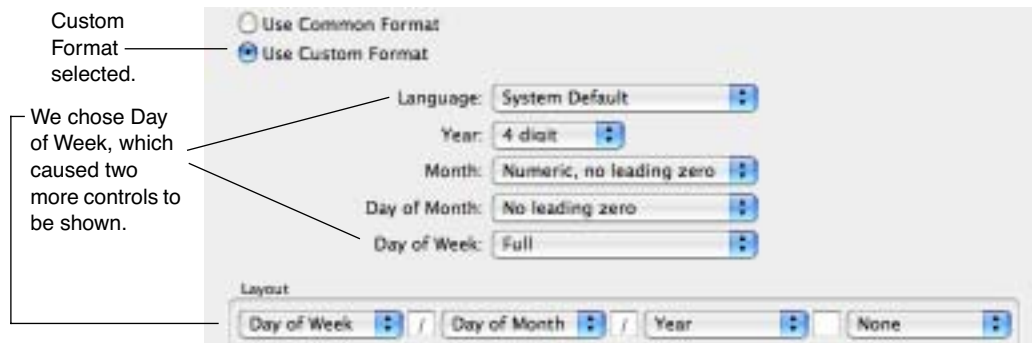 Custom
Format
selected.
We chose Day
of Week, which
caused two
more controls to
be shown.
Use Common Format
Use Custom Format
Language: System Default
Year: 4 digit
Month: Numeric, no leading zero
Day of Month: No leading zero
Day of Week: Full
Layout
Day of Week / Day of Month / Year None